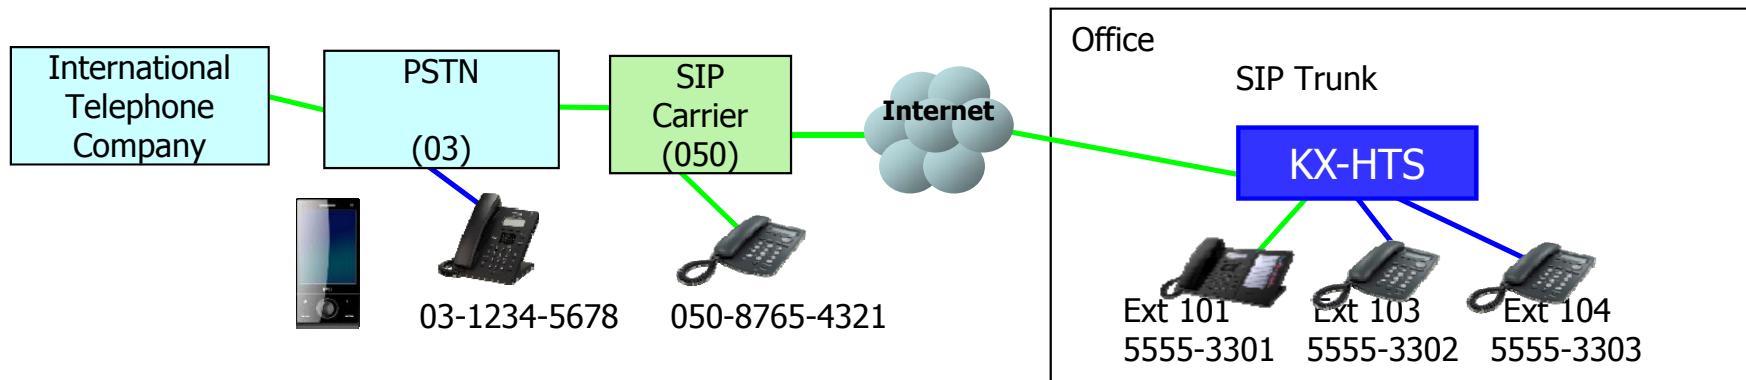 International
Telephone
Company
PSTN
(03)
SIP
Carrier
(050)
Internet
Office
SIP Trunk
KX-HTS
03-1234-5678
050-8765-4321
Ext 101
5555-3301
Ext 103
5555-3302
Ext 104
5555-3303